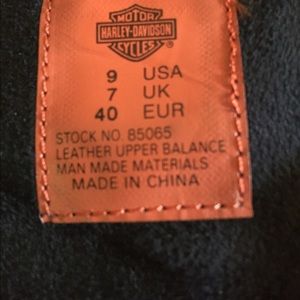 MOTOR
HARLEY-DAVIDSON
CYCLES
9 USA
7 UK
40 EUR
STOCK NO. 85065
LEATHER UPPER BALANCE
MAN MADE MATERIALS
MADE IN CHINA